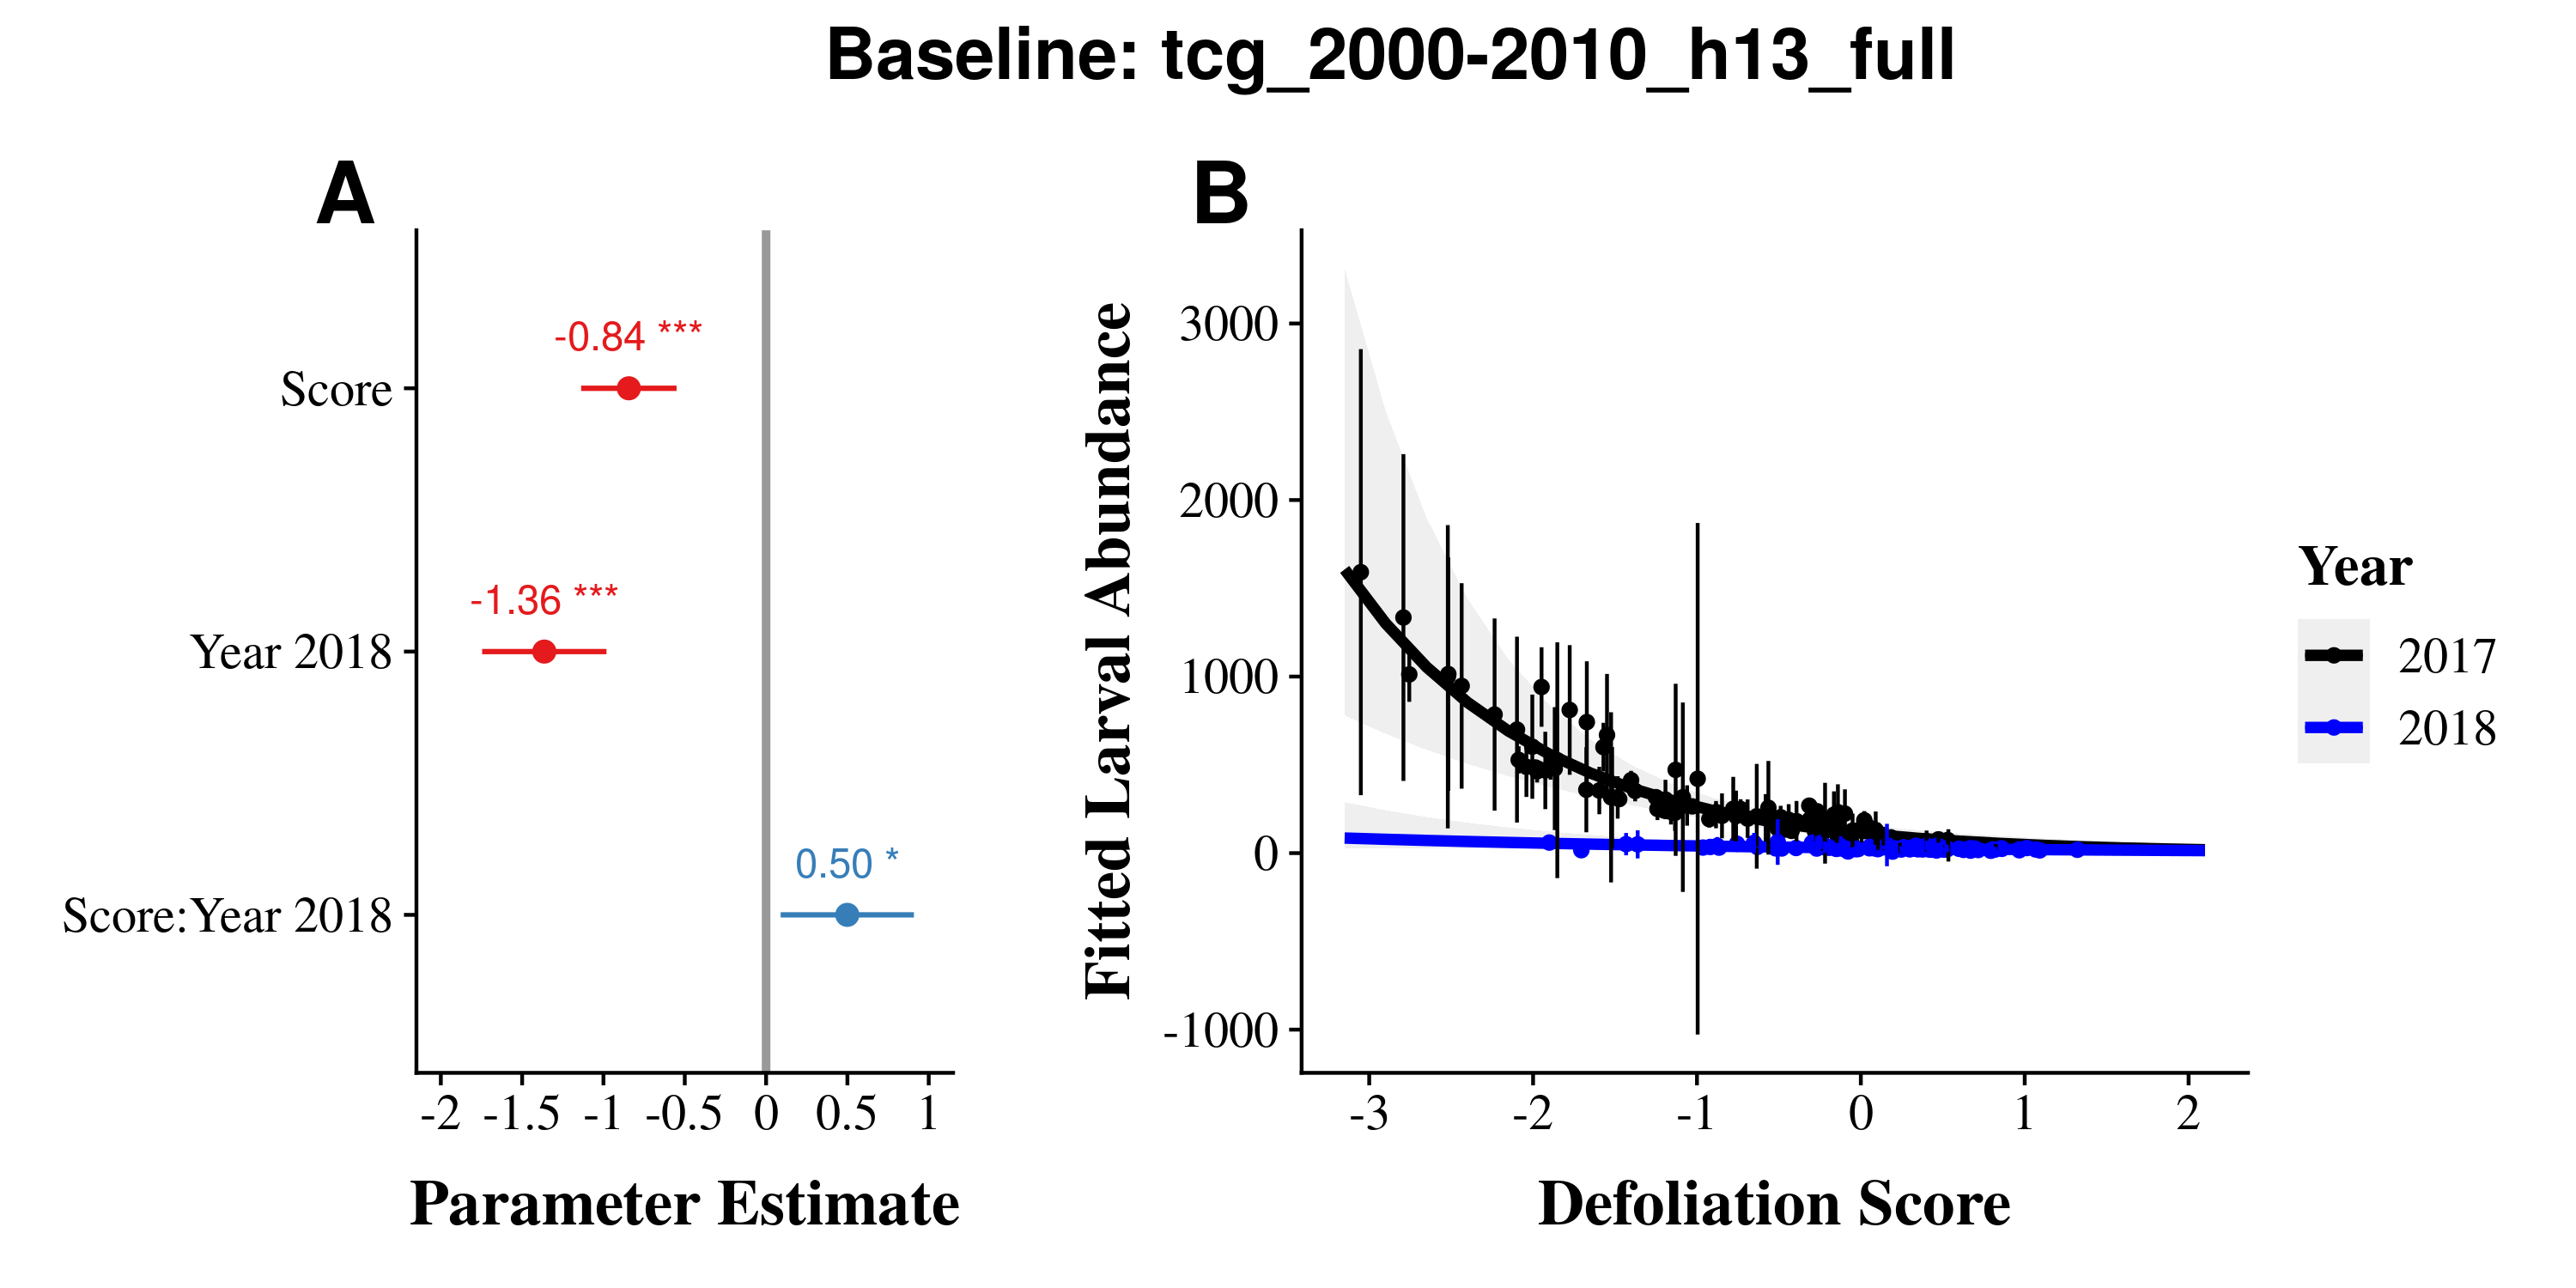 Baseline: tcg_2000-2010_h13_full
A
Score
Year 2018
Score:Year 2018
-0.84 ***
-1.36 ***
0.50 *
-2 -1.5 -1 -0.5 0 0.5 1
Parameter Estimate
B
Fitted Larval Abundance
3000
2000
1000
0
-1000
-3 -2 -1 0 1 2
Defoliation Score
Year
2017
2018